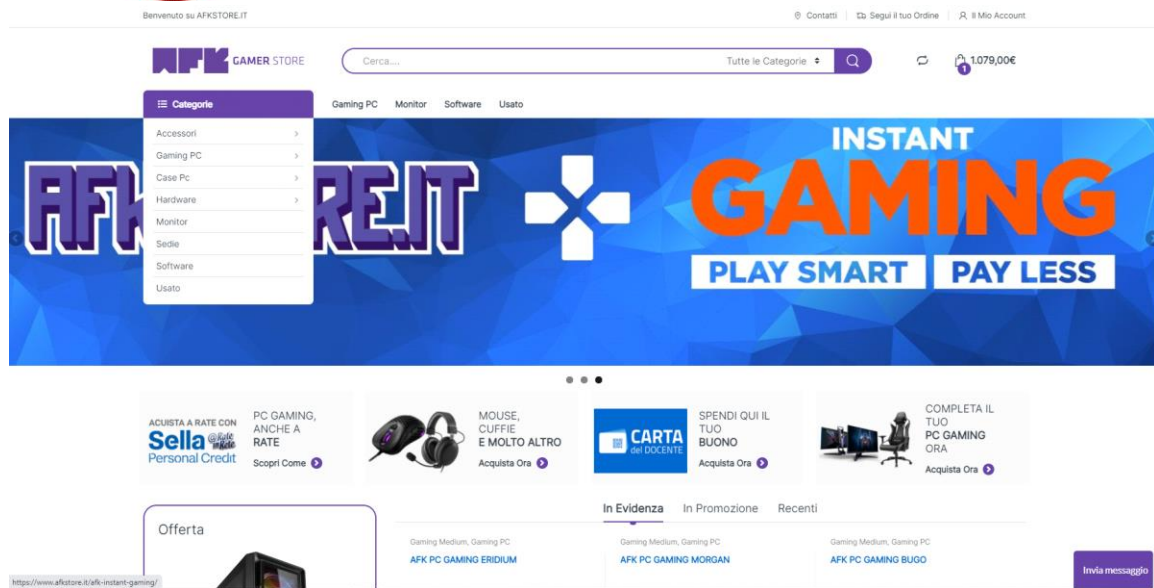 Benvenuto su AFKSTORE.IT
Contatti
Segui il tuo Ordine
Il Mio Account
AFK GAMER STORE
Cerca....
Tutte le Categorie
1.079,00€
1
Categorie
Gaming PC
Monitor
Software
Usato
Accessori
Gaming PC
Case Pc
Hardware
Monitor
Sedie
Software
Usato
AFK
RE.IT
INSTANT
GAMING
PLAY SMART
PAY LESS
ACUISTA A RATE CON
Sella
Personal Credit
PC GAMING,
ANCHE A
RATE
Scopri Come
MOUSE,
CUFFIE
E MOLTO ALTRO
Acquista Ora
CARTA
del DOCENTE
SPENDI QUI IL
TUO
BUONO
Acquista Ora
COMPLETA IL
TUO
PC GAMING
ORA
Acquista Ora
In Evidenza
In Promozione
Recenti
Offerta
Gaming Medium, Gaming PC
AFK PC GAMING ERIDIUM
Gaming Medium, Gaming PC
AFK PC GAMING MORGAN
Gaming Medium, Gaming PC
AFK PC GAMING BUGO
Invia messaggio
https://www.afkstore.it/afk-instant-gaming/